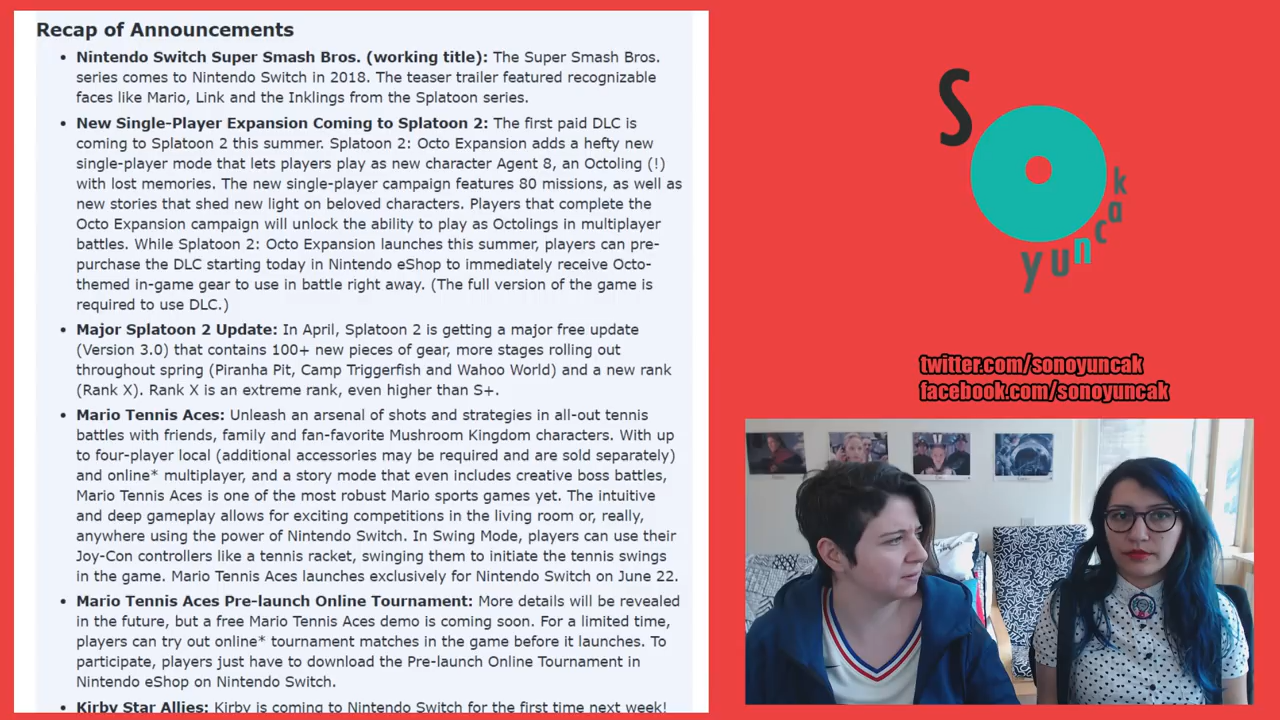 Recap of Announcements
• Nintendo Switch Super Smash Bros. (working title): The Super Smash Bros.
series comes to Nintendo Switch in 2018. The teaser trailer featured recognizable
faces like Mario, Link and the Inklings from the Splatoon series.
• New Single-Player Expansion Coming to Splatoon 2: The first paid DLC is
coming to Splatoon 2 this summer. Splatoon 2: Octo Expansion adds a hefty new
single-player mode that lets players play as new character Agent 8, an Octoling (!)
with lost memories. The new single-player campaign features 80 missions, as well as
new stories that shed new light on beloved characters. Players that complete the
Octo Expansion campaign will unlock the ability to play as Octolings in multiplayer
battles. While Splatoon 2: Octo Expansion launches this summer, players can pre-
purchase the DLC starting today in Nintendo eShop to immediately receive Octo-
themed in-game gear to use in battle right away. (The full version of the game is
required to use DLC.)
• Major Splatoon 2 Update: In April, Splatoon 2 is getting a major free update
(Version 3.0) that contains 100+ new pieces of gear, more stages rolling out
throughout spring (Piranha Pit, Camp Triggerfish and Wahoo World) and a new rank
(Rank X). Rank X is an extreme rank, even higher than S+.
• Mario Tennis Aces: Unleash an arsenal of shots and strategies in all-out tennis
battles with friends, family and fan-favorite Mushroom Kingdom characters. With up
to four-player local (additional accessories may be required and are sold separately)
and online* multiplayer, and a story mode that even includes creative boss battles,
Mario Tennis Aces is one of the most robust Mario sports games yet. The intuitive
and deep gameplay allows for exciting competitions in the living room or, really,
anywhere using the power of Nintendo Switch. In Swing Mode, players can use their
Joy-Con controllers like a tennis racket, swinging them to initiate the tennis swings
in the game. Mario Tennis Aces launches exclusively for Nintendo Switch on June 22.
• Mario Tennis Aces Pre-launch Online Tournament: More details will be revealed
in the future, but a free Mario Tennis Aces demo is coming soon. For a limited time,
players can try out online* tournament matches in the game before it launches. To
participate, players just have to download the Pre-launch Online Tournament in
Nintendo eShop on Nintendo Switch.
• Kirby Star Allies: Kirby is coming to Nintendo Switch for the first time next week!
So
yuncak
twitter.com/sonoyuncak
facebook.com/sonoyuncak